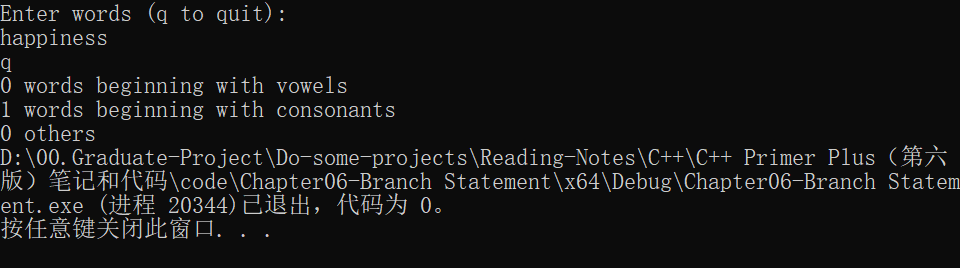 Enter words (q to quit):
happiness
q
0 words beginning with vowels
1 words beginning with consonants
0 others
D:\00.Graduate-Project\Do-some-projects\Reading-Notes\C++\C++ Primer Plus（第六
版）笔记和代码\code\Chapter06-Branch Statement\x64\Debug\Chapter06-Branch Statem
ent.exe (进程 20344)已退出，代码为 0。
按任意键关闭此窗口. . .